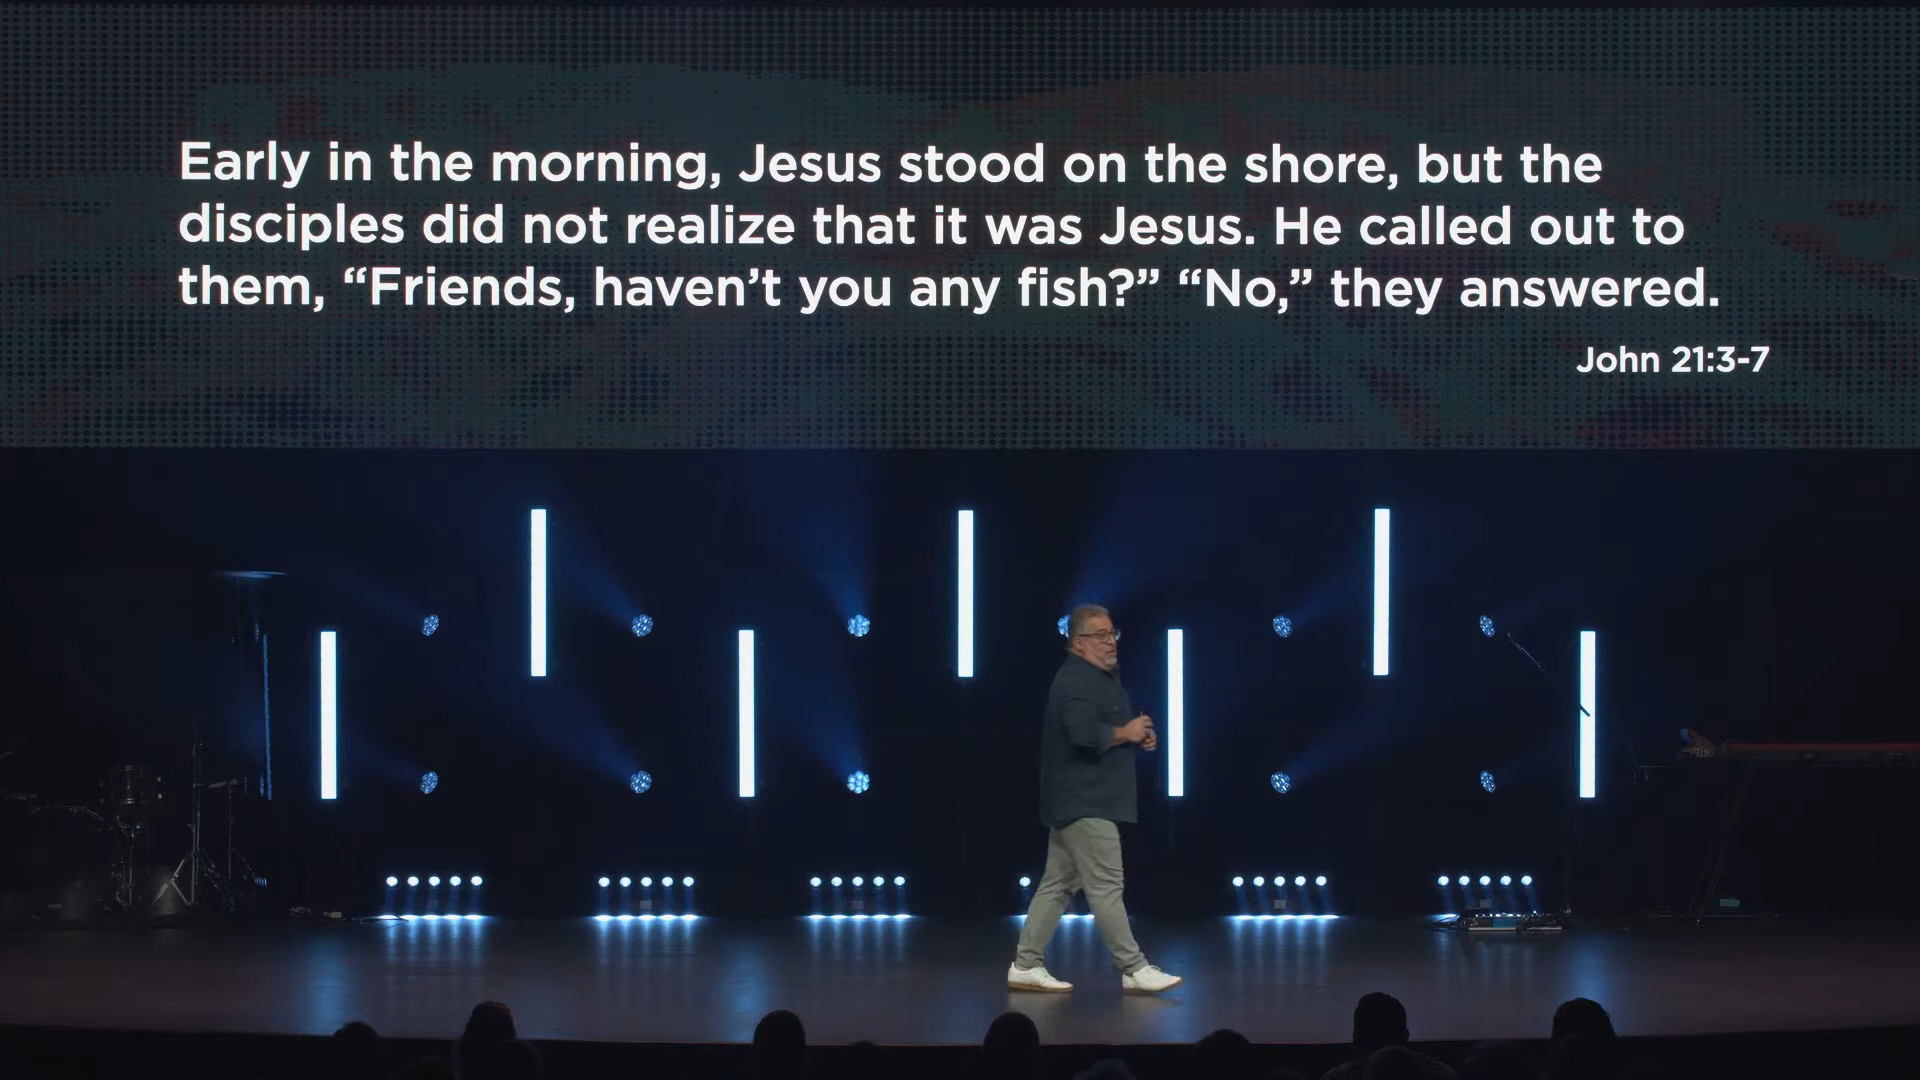 Early in the morning, Jesus stood on the shore, but the
disciples did not realize that it was Jesus. He called out to
them, “Friends, haven’t you any fish?” “No,” they answered.
John 21:3-7